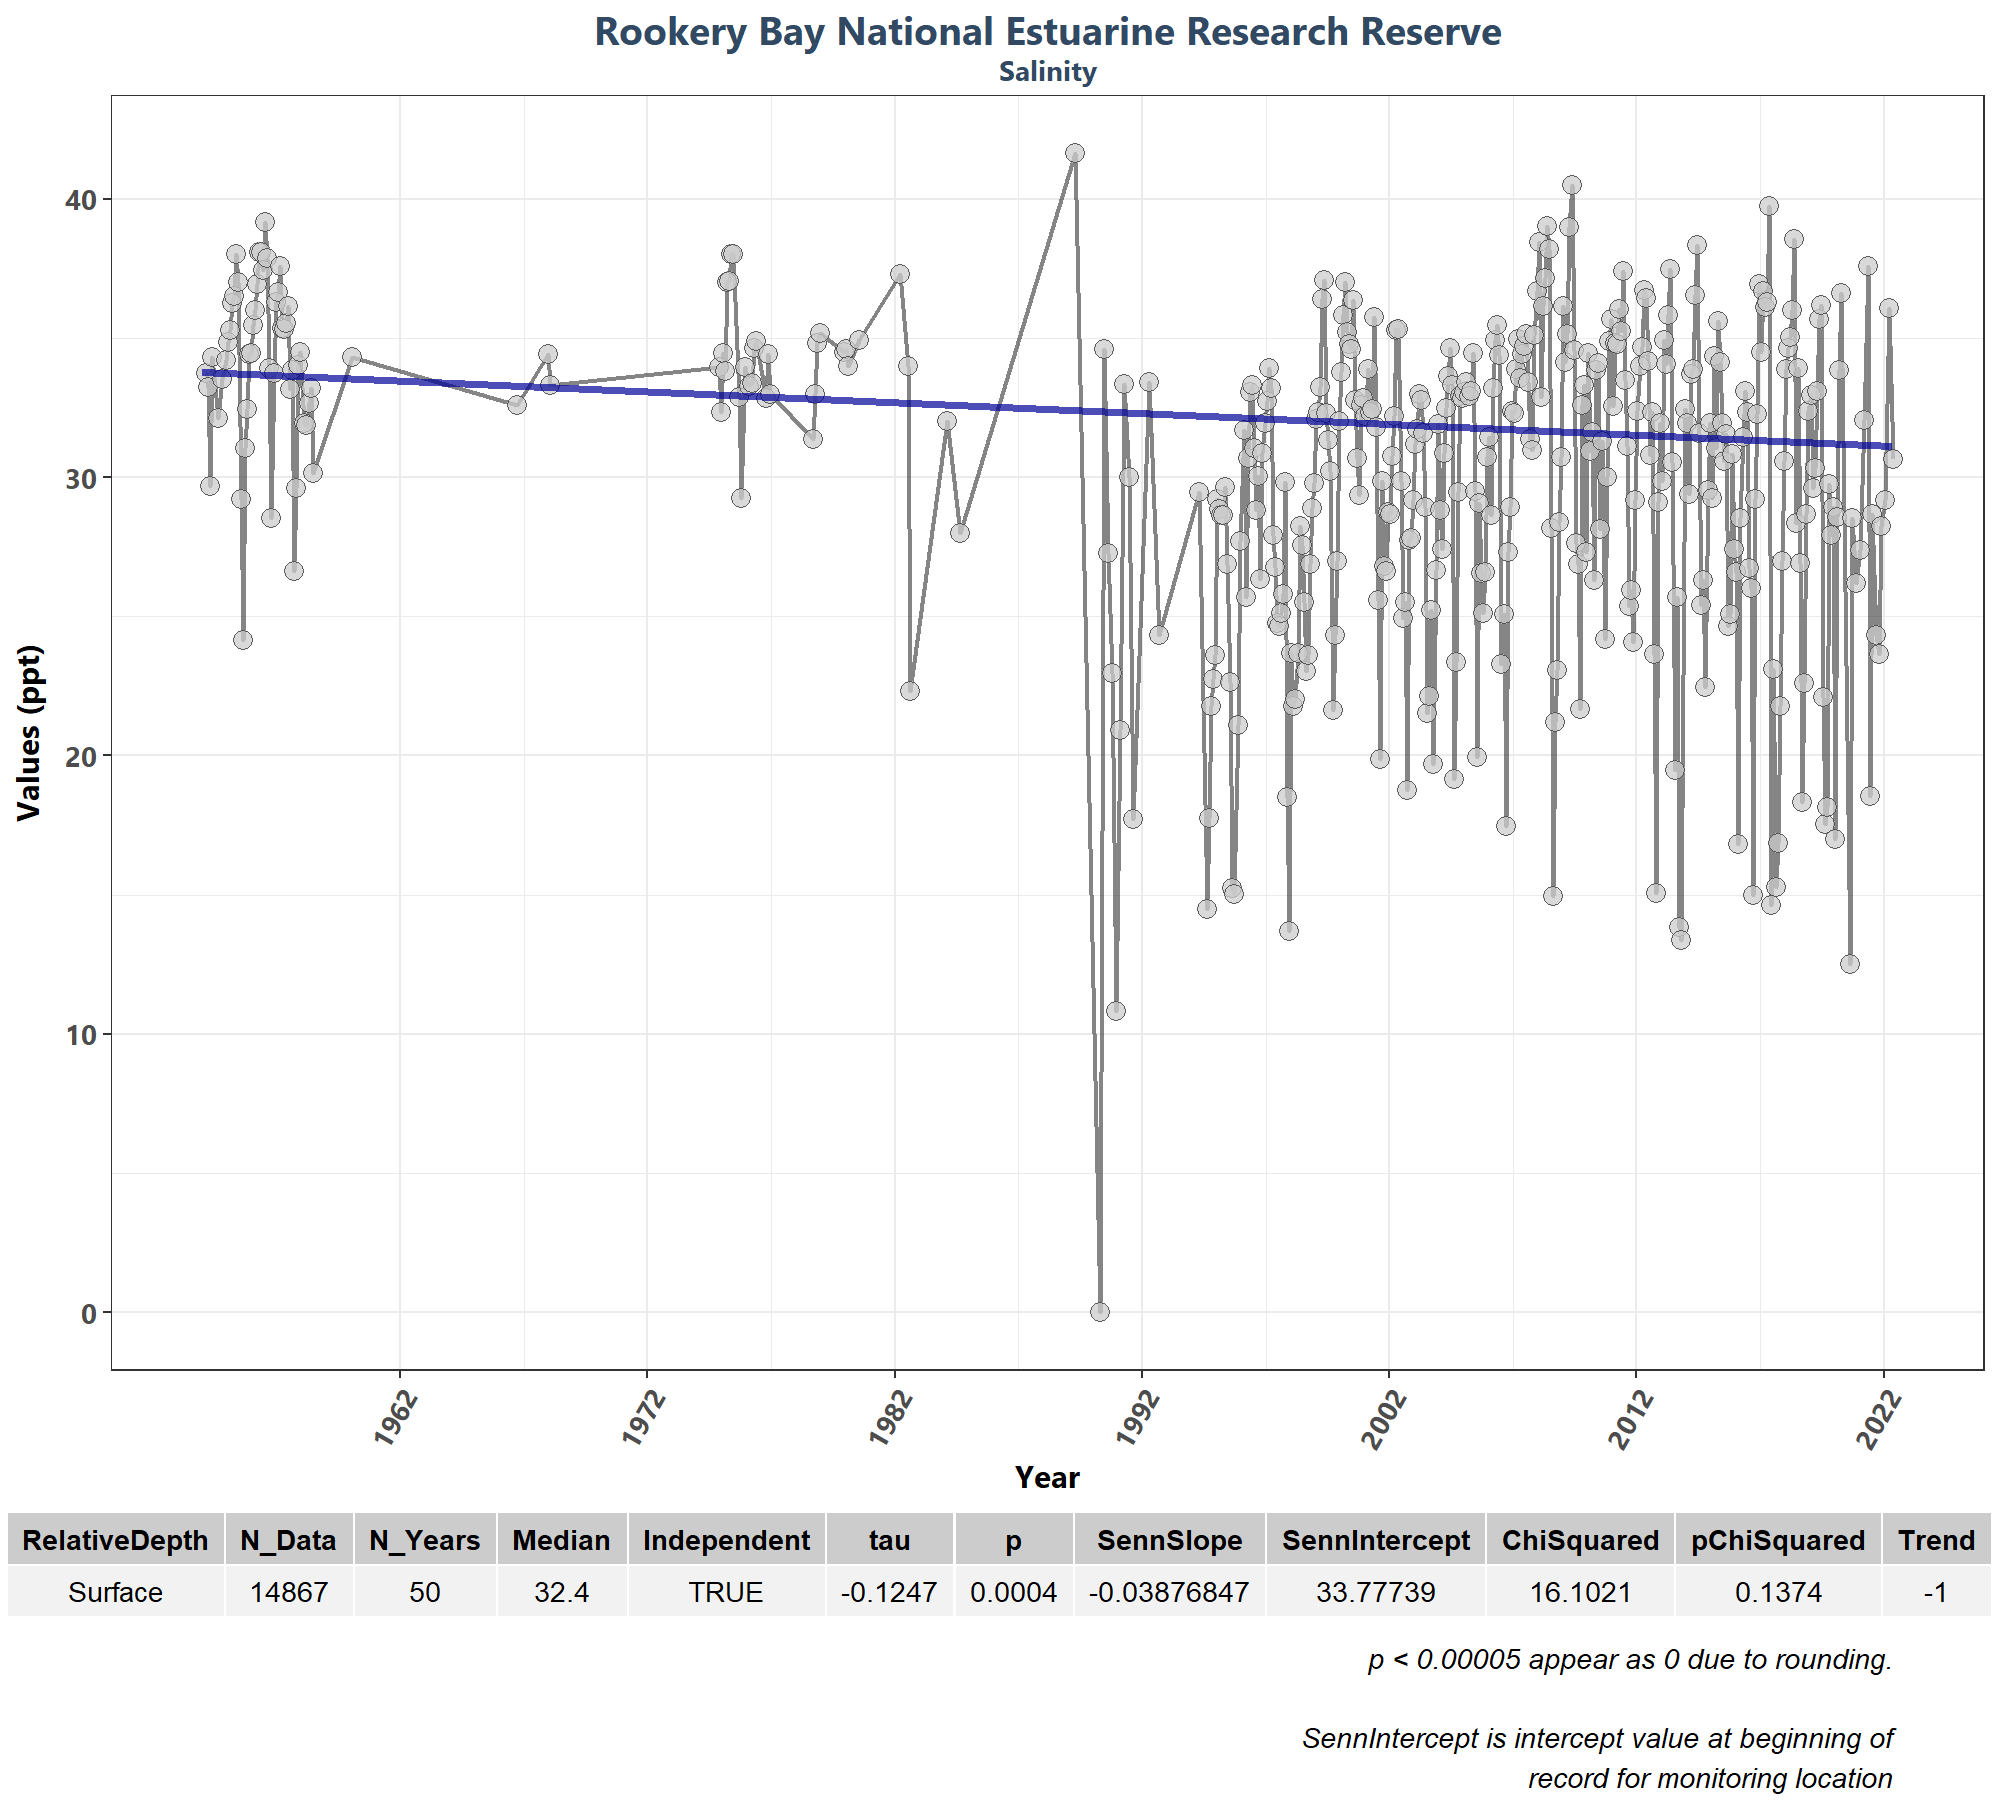 Rookery Bay National Estuarine Research Reserve
Salinity
Values (ppt)
40
30
20
10
0
1962 1972 1982 1992 2002 2012 2022
Year
RelativeDepth N_Data N_Years Median Independent tau p SennSlope SennIntercept ChiSquared pChiSquared Trend
Surface 14867 50 32.4 TRUE -0.1247 0.0004 -0.03876847 33.77739 16.1021 0.1374 -1
p < 0.00005 appear as 0 due to rounding.
SennIntercept is intercept value at beginning of
record for monitoring location